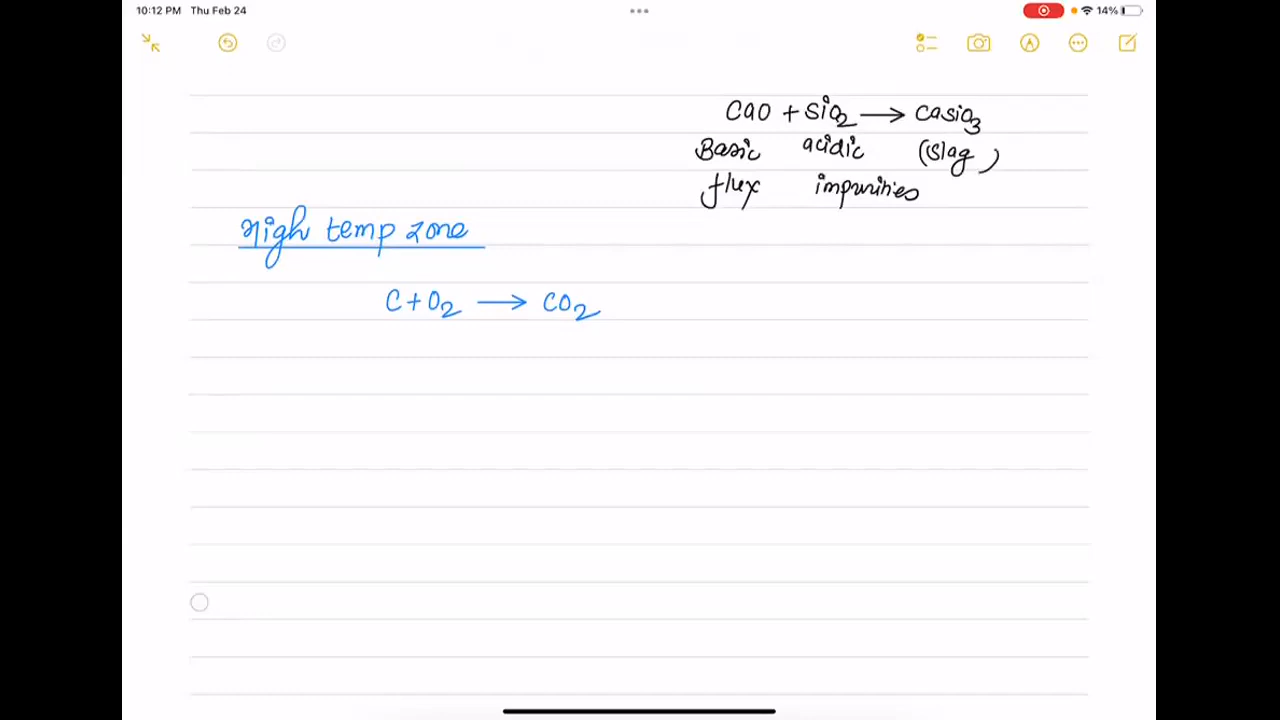 10:12 PM Thu Feb 24
14%
CaO + SiO2 → CaSiO3
Basic acidic (Slag)
flux impurities
High temp zone
C + O2 → CO2